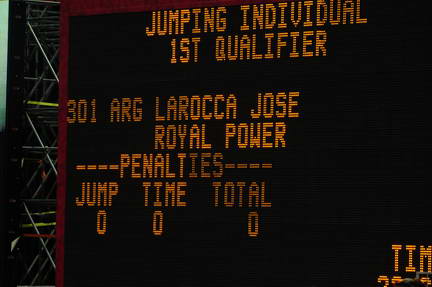 JUMPING INDIVIDUAL
1ST QUALIFIER
301 ARG LAROCCA JOSE
ROYAL POWER
----PENALTIES----
JUMP TIME TOTAL
0 0 0
TIM